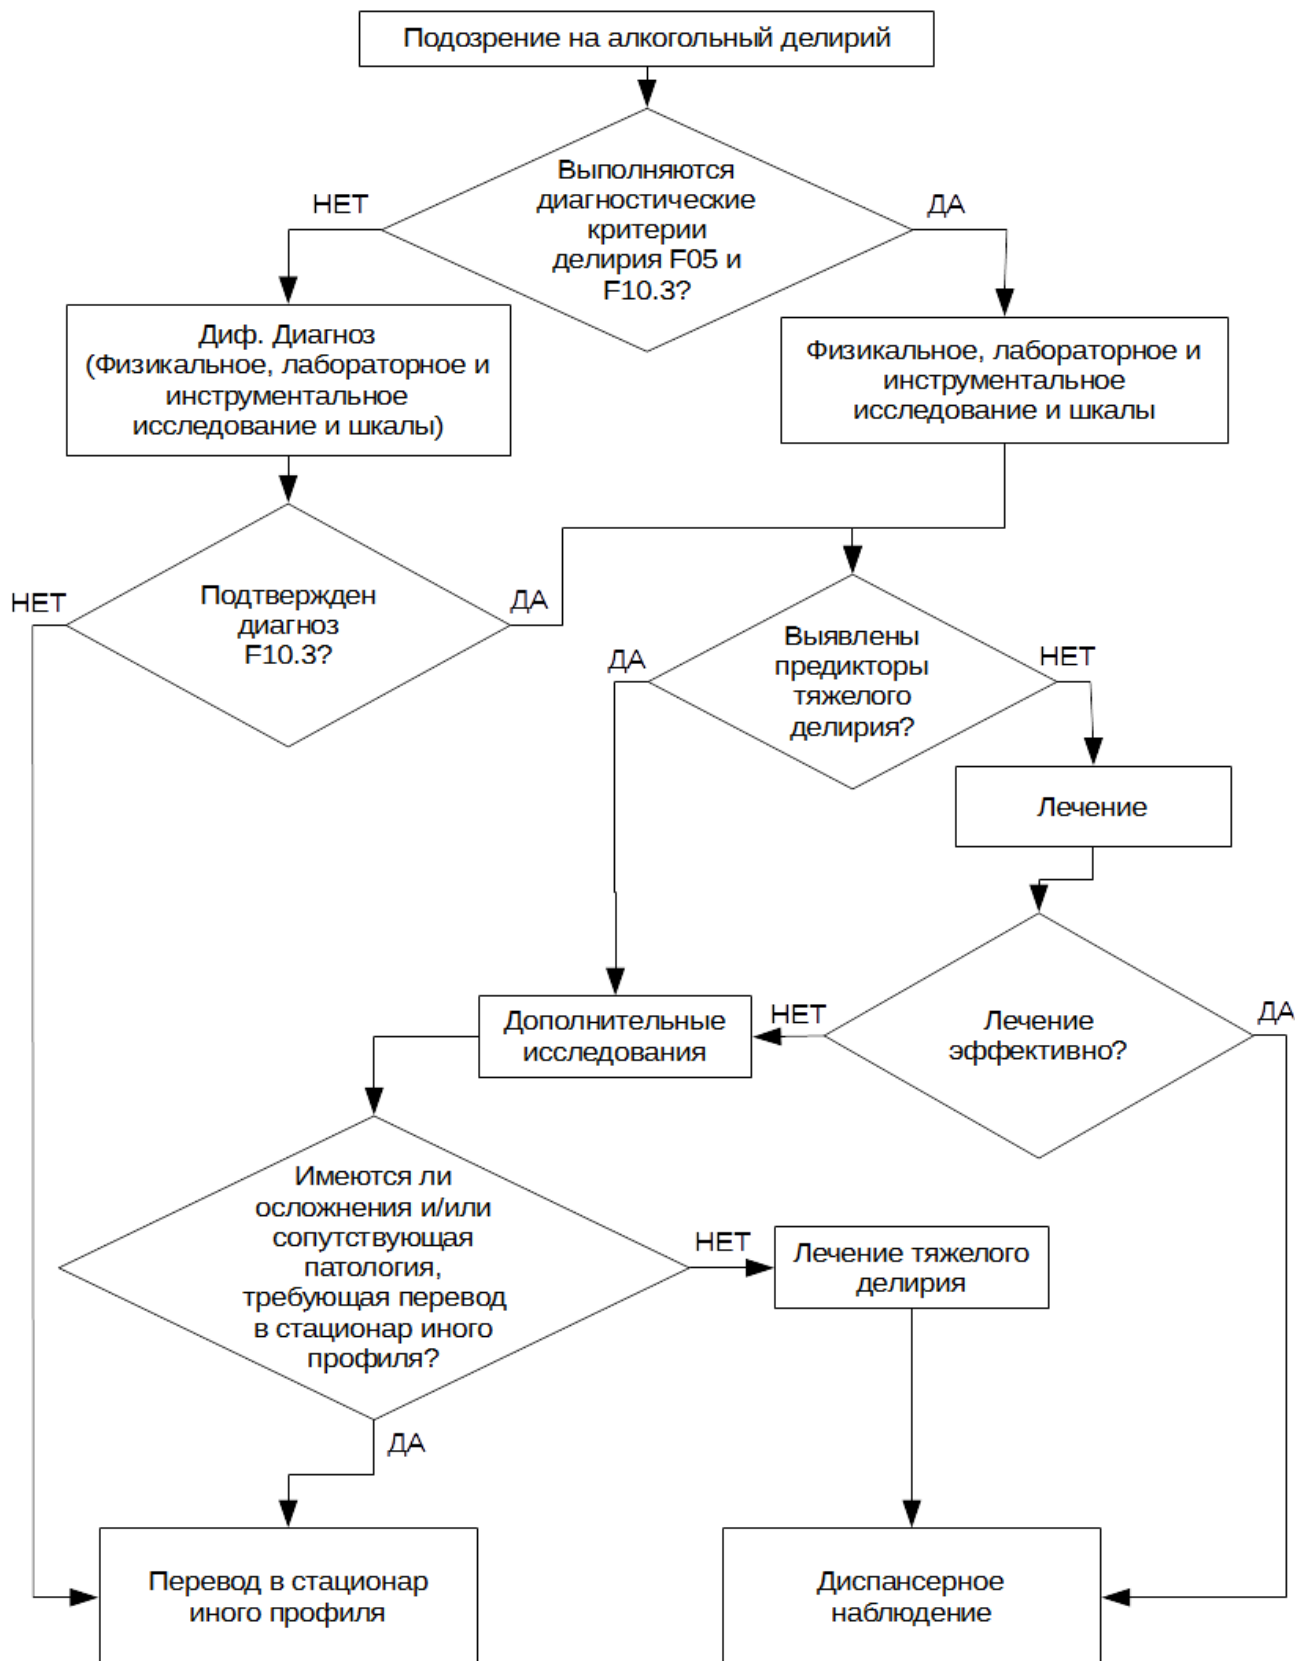 Подозрение на алкогольный делирий
Выполняются
диагностические
критерии
делирия F05 и
F10.3?
НЕТ
ДА
Диф. Диагноз
(Физикальное, лабораторное и
инструментальное
исследование и шкалы)
Физикальное, лабораторное и
инструментальное
исследование и шкалы
Подтвержден
диагноз
F10.3?
НЕТ
ДА
Выявлены
предикторы
тяжелого
делирия?
ДА
НЕТ
Лечение
Лечение
эффективно?
НЕТ
ДА
Дополнительные
исследования
Имеются ли
осложнения и/или
сопутствующая
патология,
требующая перевод
в стационар иного
профиля?
НЕТ
ДА
Лечение тяжелого
делирия
Перевод в стационар
иного профиля
Диспансерное
наблюдение